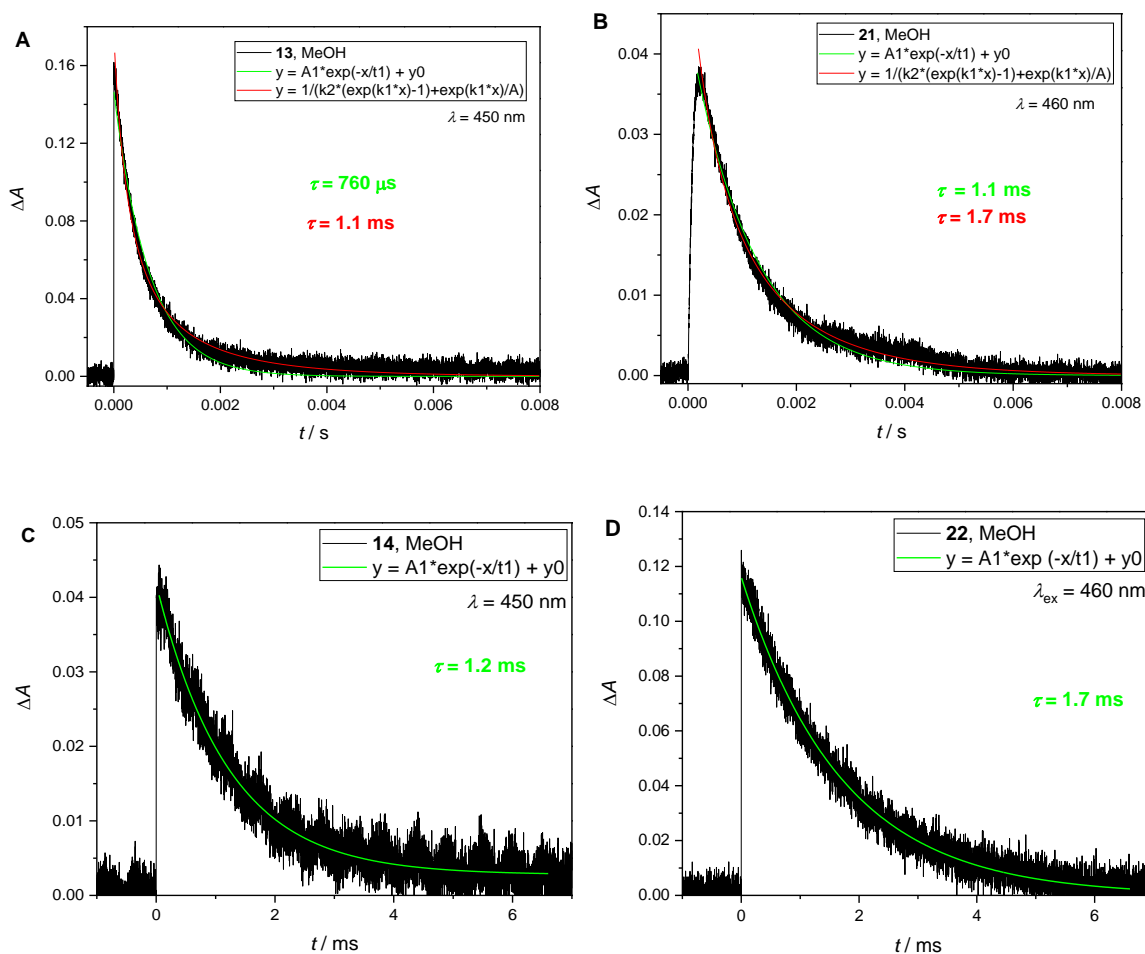 A
13, MeOH
y = A1*exp(-x/t1) + y0
y = 1/(k2*(exp(k1*x)-1)+exp(k1*x)/A)
λ = 450 nm
τ = 760 μs
τ = 1.1 ms
0.16
0.12
0.08
0.04
0.00
ΔA
0.000 0.002 0.004 0.006 0.008
t / s
B
21, MeOH
y = A1*exp(-x/t1) + y0
y = 1/(k2*(exp(k1*x)-1)+exp(k1*x)/A)
λ = 460 nm
τ = 1.1 ms
τ = 1.7 ms
0.04
0.03
0.02
0.01
0.00
ΔA
0.000 0.002 0.004 0.006 0.008
t / s
C
14, MeOH
y = A1*exp(-x/t1) + y0
λ = 450 nm
τ = 1.2 ms
0.05
0.04
0.03
0.02
0.01
0.00
ΔA
0 2 4 6
t / ms
D
22, MeOH
y = A1*exp (-x/t1) + y0
λex = 460 nm
τ = 1.7 ms
0.14
0.12
0.10
0.08
0.06
0.04
0.02
0.00
ΔA
0 2 4 6
t / ms